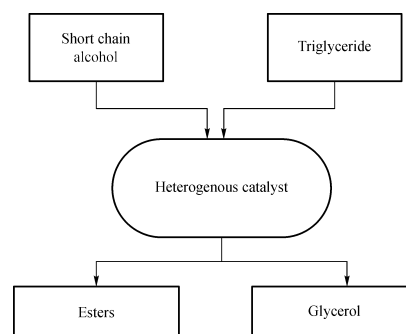 Short chain
alcohol
Triglyceride
Heterogenous catalyst
Esters
Glycerol